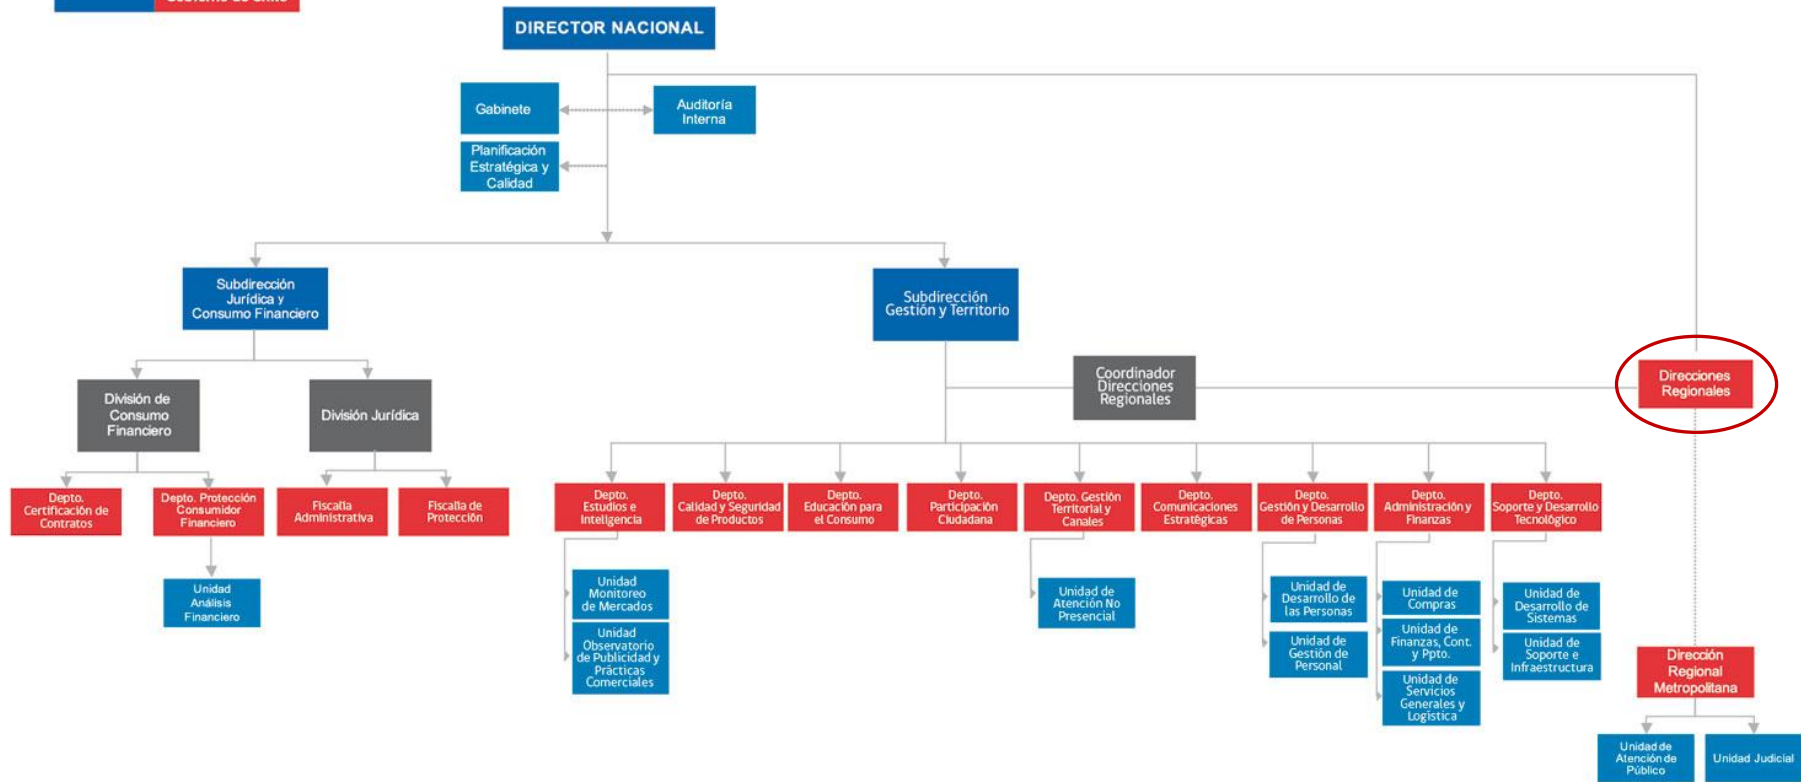 Gobierno de Chile
DIRECTOR NACIONAL
Gabinete
Auditoría
Interna
Planificación
Estratégica y
Calidad
Subdirección
Jurídica y
Consumo Financiero
Subdirección
Gestión y Territorio
Coordinador
Direcciones
Regionales
Direcciones
Regionales
División de
Consumo
Financiero
División Jurídica
Depto.
Certificación de
Contratos
Depto. Protección
Consumidor
Financiero
Fiscalia
Administrativa
Fiscalia de
Protección
Depto.
Estudios e
Inteligencia
Depto.
Calidad y Seguridad
de Productos
Depto.
Educación para
el Consumo
Depto.
Participación
Ciudadana
Depto. Gestión
Territorial y
Canales
Depto.
Comunicaciones
Estratégicas
Depto.
Gestión y Desarrollo
de Personas
Depto.
Administración y
Finanzas
Depto.
Soporte y Desarrollo
Tecnológico
Unidad
Análisis
Financiero
Unidad
Monitoreo
de Mercados
Unidad
Observatorio
de Publicidad y
Prácticas
Comerciales
Unidad de
Atención No
Presencial
Unidad de
Desarrollo de
las Personas
Unidad de
Gestión de
Personal
Unidad de
Compras
Unidad de
Finanzas, Cont.
y Ppto.
Unidad de
Servicios
Generales y
Logística
Unidad de
Desarrollo de
Sistemas
Unidad de
Soporte e
Infraestructura
Dirección
Regional
Metropolitana
Unidad de
Atención de
Público
Unidad Judicial